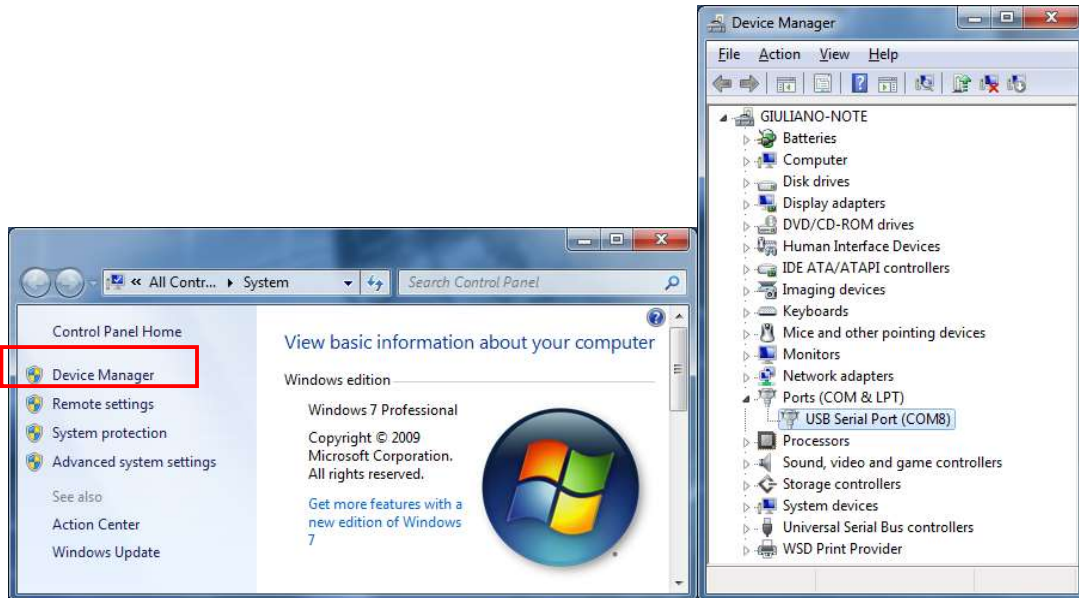 All Contr...
System
Search Control Panel
Control Panel Home
Device Manager
Remote settings
System protection
Advanced system settings
See also
Action Center
Windows Update
View basic information about your computer
Windows edition
Windows 7 Professional
Copyright © 2009
Microsoft Corporation.
All rights reserved.
Get more features with a
new edition of Windows
7
Device Manager
File Action View Help
GIULIANO-NOTE
Batteries
Computer
Disk drives
Display adapters
DVD/CD-ROM drives
Human Interface Devices
IDE ATA/ATAPI controllers
Imaging devices
Keyboards
Mice and other pointing devices
Monitors
Network adapters
Ports (COM & LPT)
USB Serial Port (COM8)
Processors
Sound, video and game controllers
Storage controllers
System devices
Universal Serial Bus controllers
WSD Print Provider